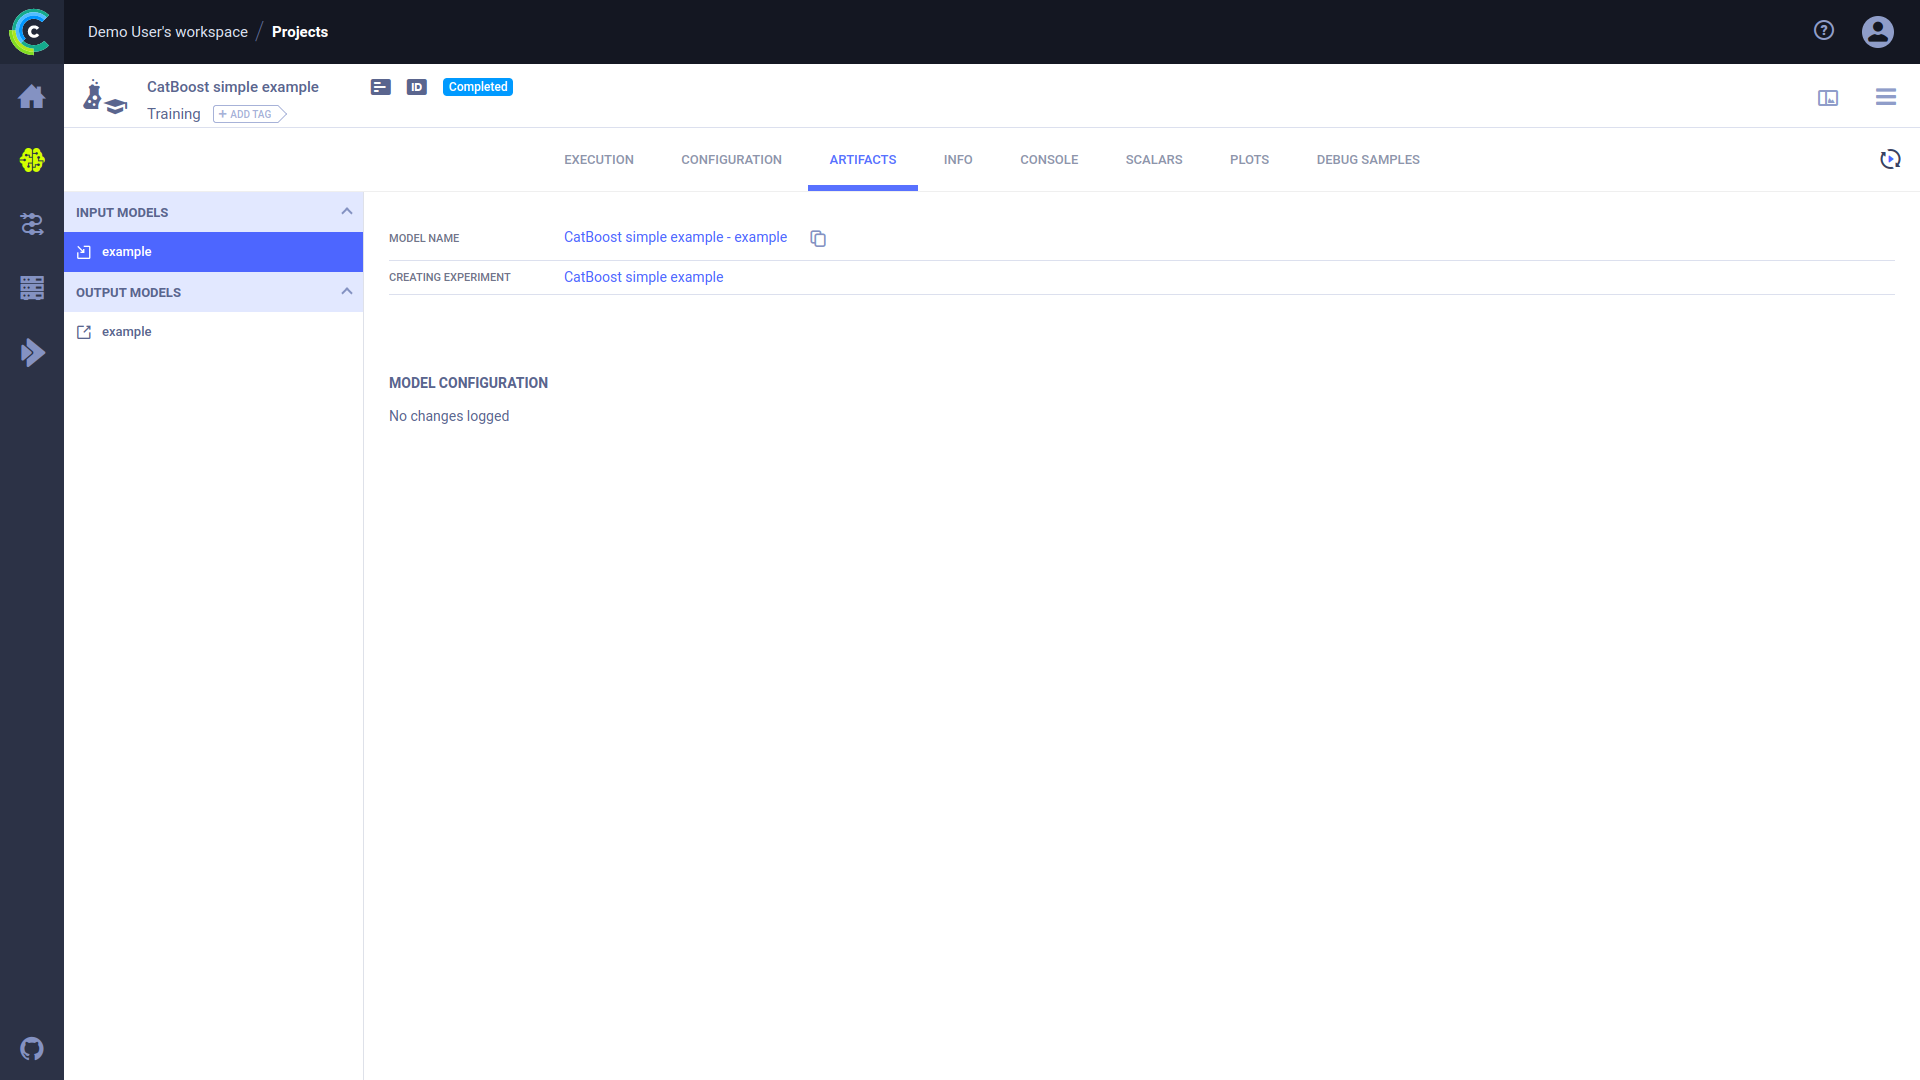 Demo User's workspace / Projects
CatBoost simple example ID Completed
Training + ADD TAG
EXECUTION CONFIGURATION ARTIFACTS INFO CONSOLE SCALARS PLOTS DEBUG SAMPLES
INPUT MODELS
example
OUTPUT MODELS
example
MODEL NAME CatBoost simple example - example
CREATING EXPERIMENT CatBoost simple example
MODEL CONFIGURATION
No changes logged